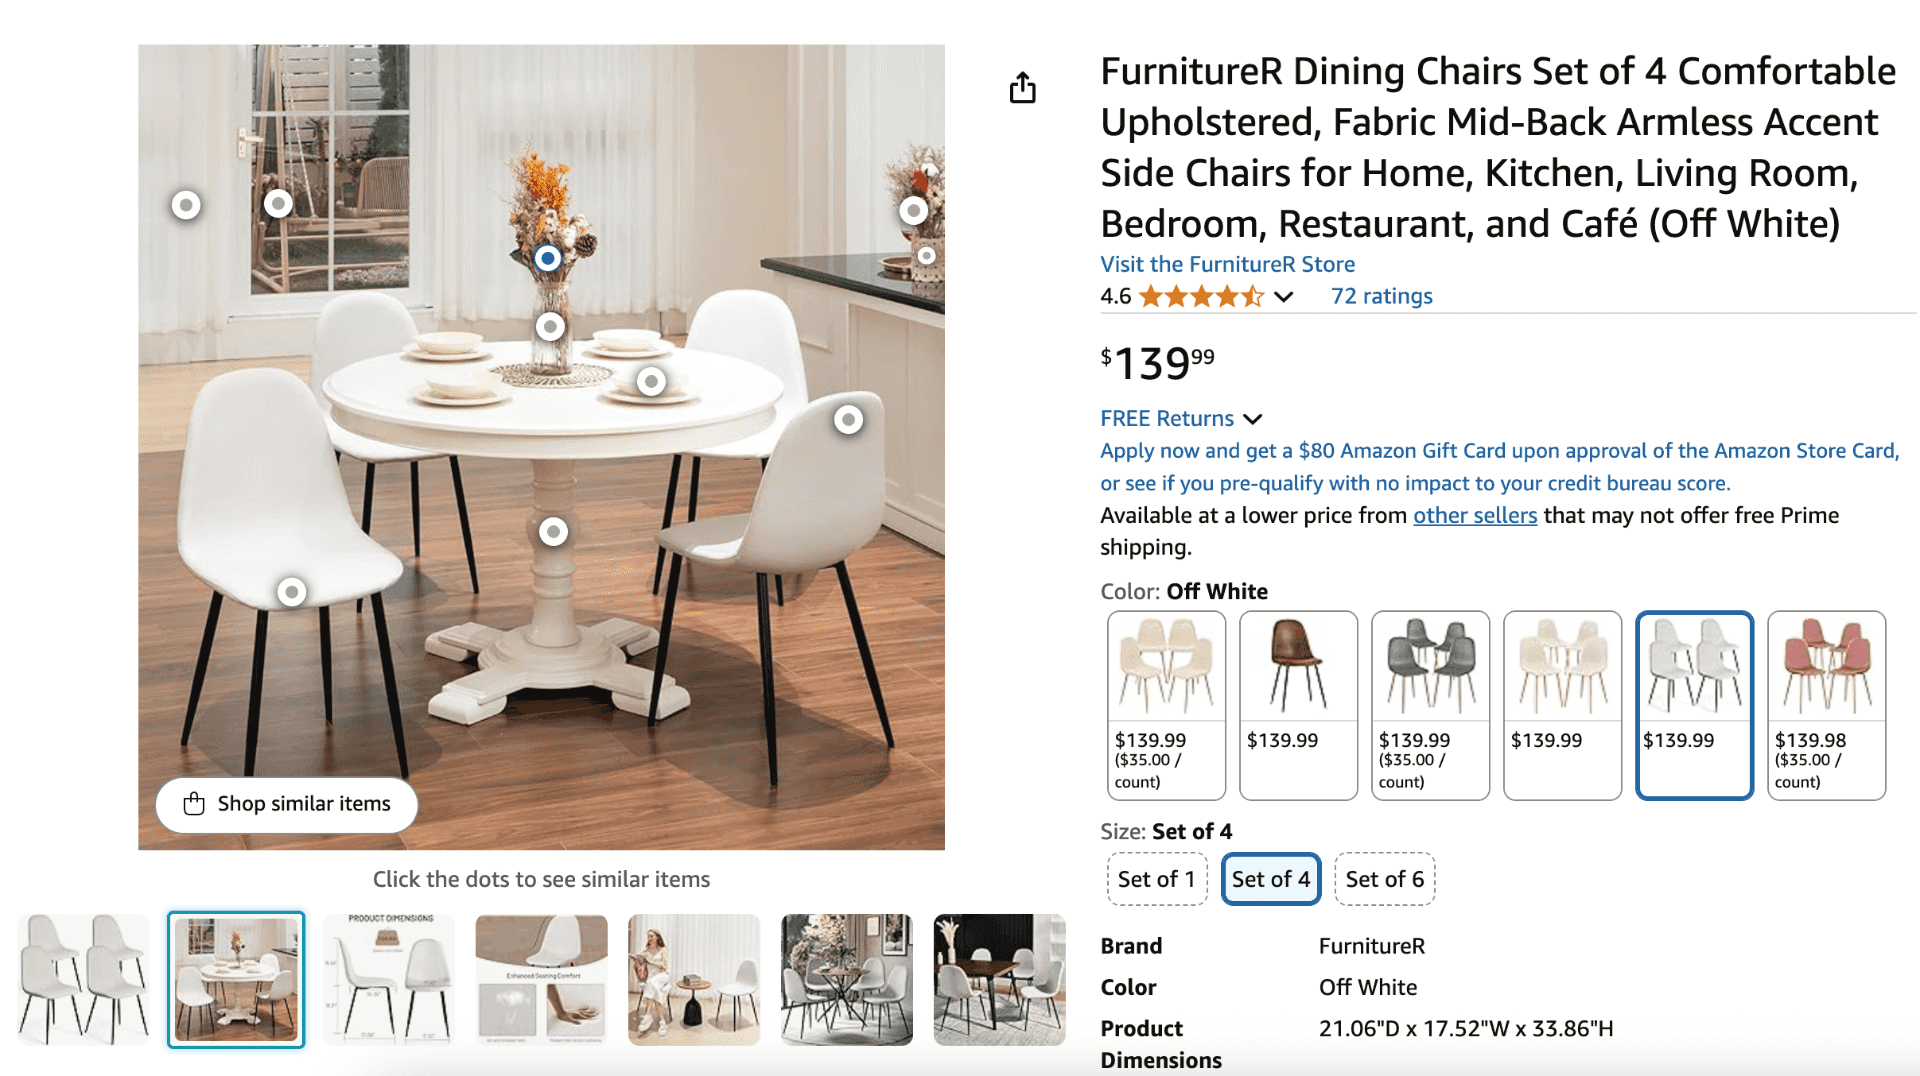 FurnitureR Dining Chairs Set of 4 Comfortable
Upholstered, Fabric Mid-Back Armless Accent
Side Chairs for Home, Kitchen, Living Room,
Bedroom, Restaurant, and Café (Off White)
Visit the FurnitureR Store
4.6 72 ratings
$139.99
FREE Returns
Apply now and get a $80 Amazon Gift Card upon approval of the Amazon Store Card,
or see if you pre-qualify with no impact to your credit bureau score.
Available at a lower price from other sellers that may not offer free Prime
shipping.
Color: Off White
$139.99
($35.00 /
count)
$139.99
$139.99
($35.00 /
count)
$139.99
$139.99
$139.98
($35.00 /
count)
Size: Set of 4
Set of 1 Set of 4 Set of 6
Brand FurnitureR
Color Off White
Product 21.06"D x 17.52"W x 33.86"H
Dimensions
Shop similar items
Click the dots to see similar items
PRODUCT DIMENSIONS
Enhanced Seating Comfort